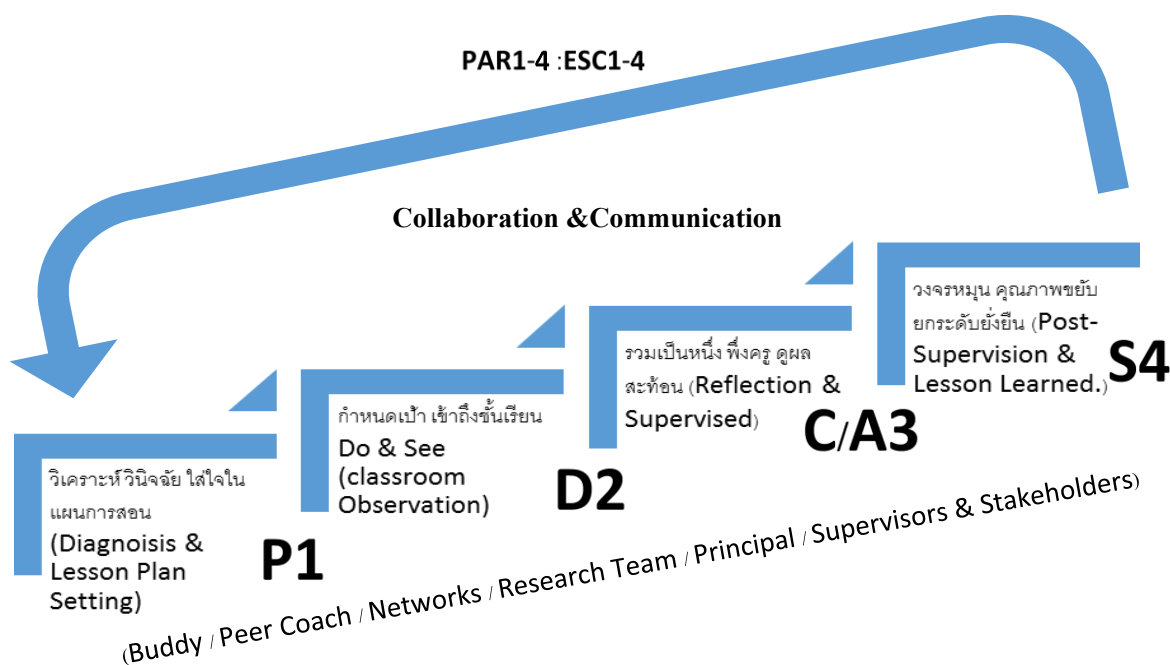 PAR1-4 :ESC1-4
Collaboration &Communication
วิเคราะห์ วินิจฉัย ใส่ใจใน
แผนการสอน
(Diagnoisis &
Lesson Plan
Setting)
P1
กำหนดเป้า เข้าถึงชั้นเรียน
Do & See
(classroom
Observation)
D2
รวมเป็นหนึ่ง พึ่งครู ดูผล
สะท้อน (Reflection &
Supervised)
C/A3
วงจรหมุน คุณภาพขยับ
ยกระดับยั่งยืน (Post-
Supervision &
Lesson Learned.)
S4
(Buddy / Peer Coach / Networks / Research Team / Principal / Supervisors & Stakeholders)